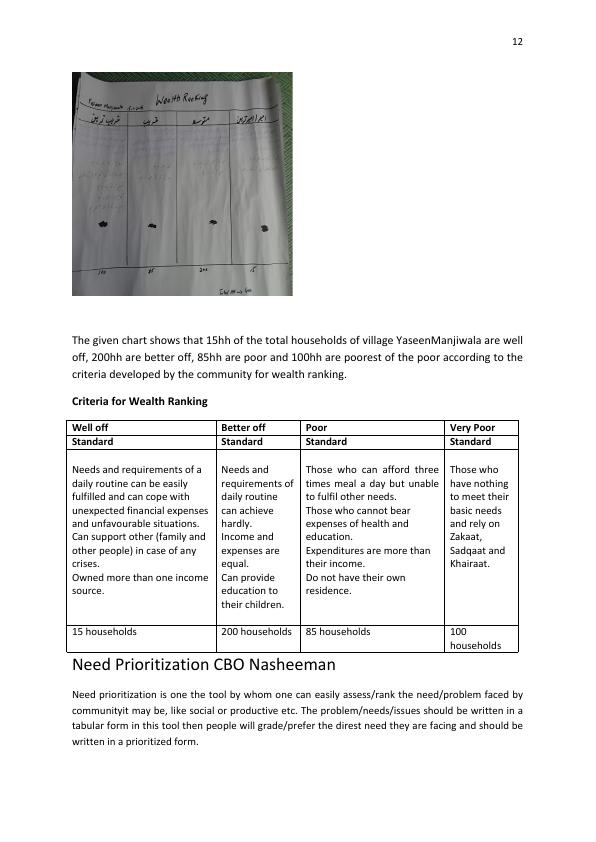 12
Wealth Ranking
غریب ترین غریب متوسط
100 85 200 15
The given chart shows that 15hh of the total households of village YaseenManjiwala are well
off, 200hh are better off, 85hh are poor and 100hh are poorest of the poor according to the
criteria developed by the community for wealth ranking.
Criteria for Wealth Ranking
Well off Better off Poor Very Poor
Standard Standard Standard Standard
Needs and requirements of a
daily routine can be easily
fulfilled and can cope with
unexpected financial expenses
and unfavourable situations.
Can support other (family and
other people) in case of any
crises.
Owned more than one income
source.
Needs and
requirements of
daily routine
can achieve
hardly.
Income and
expenses are
equal.
Can provide
education to
their children.
Those who can afford three
times meal a day but unable
to fulfil other needs.
Those who cannot bear
expenses of health and
education.
Expenditures are more than
their income.
Do not have their own
residence.
Those who
have nothing
to meet their
basic needs
and rely on
Zakaat,
Sadqaat and
Khairaat.
15 households 200 households 85 households 100
households
Need Prioritization CBO Nasheeman
Need prioritization is one the tool by whom one can easily assess/rank the need/problem faced by
communityit may be, like social or productive etc. The problem/needs/issues should be written in a
tabular form in this tool then people will grade/prefer the direst need they are facing and should be
written in a prioritized form.